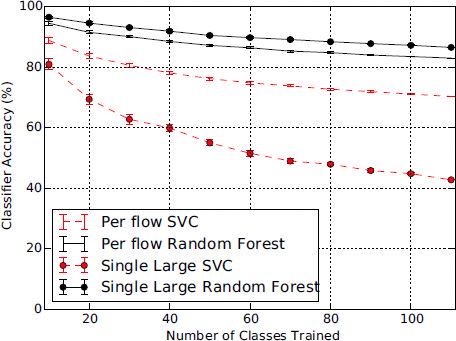 100
80
60
40
20
0
Classifier Accuracy (%)
Per flow SVC
Per flow Random Forest
Single Large SVC
Single Large Random Forest
20 40 60 80 100
Number of Classes Trained